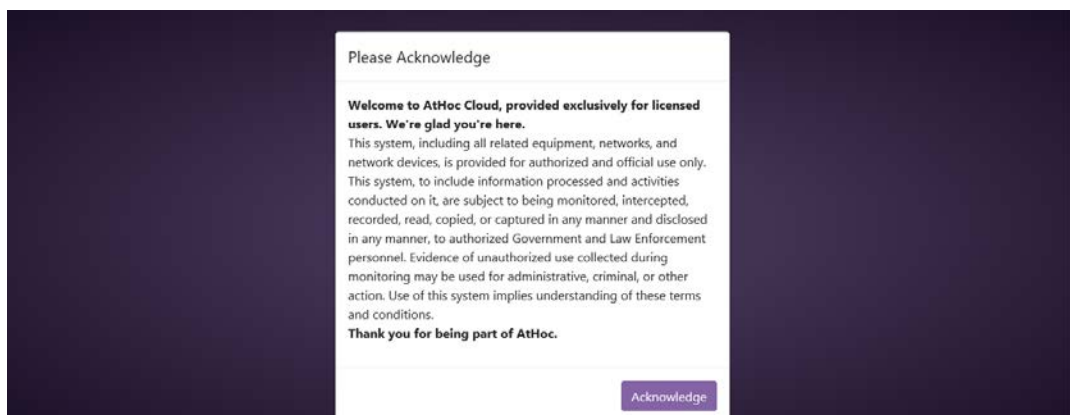 Please Acknowledge
Welcome to AtHoc Cloud, provided exclusively for licensed
users. We're glad you're here.
This system, including all related equipment, networks, and
network devices, is provided for authorized and official use only.
This system, to include information processed and activities
conducted on it, are subject to being monitored, intercepted,
recorded, read, copied, or captured in any manner and disclosed
in any manner, to authorized Government and Law Enforcement
personnel. Evidence of unauthorized use collected during
monitoring may be used for administrative, criminal, or other
action. Use of this system implies understanding of these terms
and conditions.
Thank you for being part of AtHoc.
Acknowledge